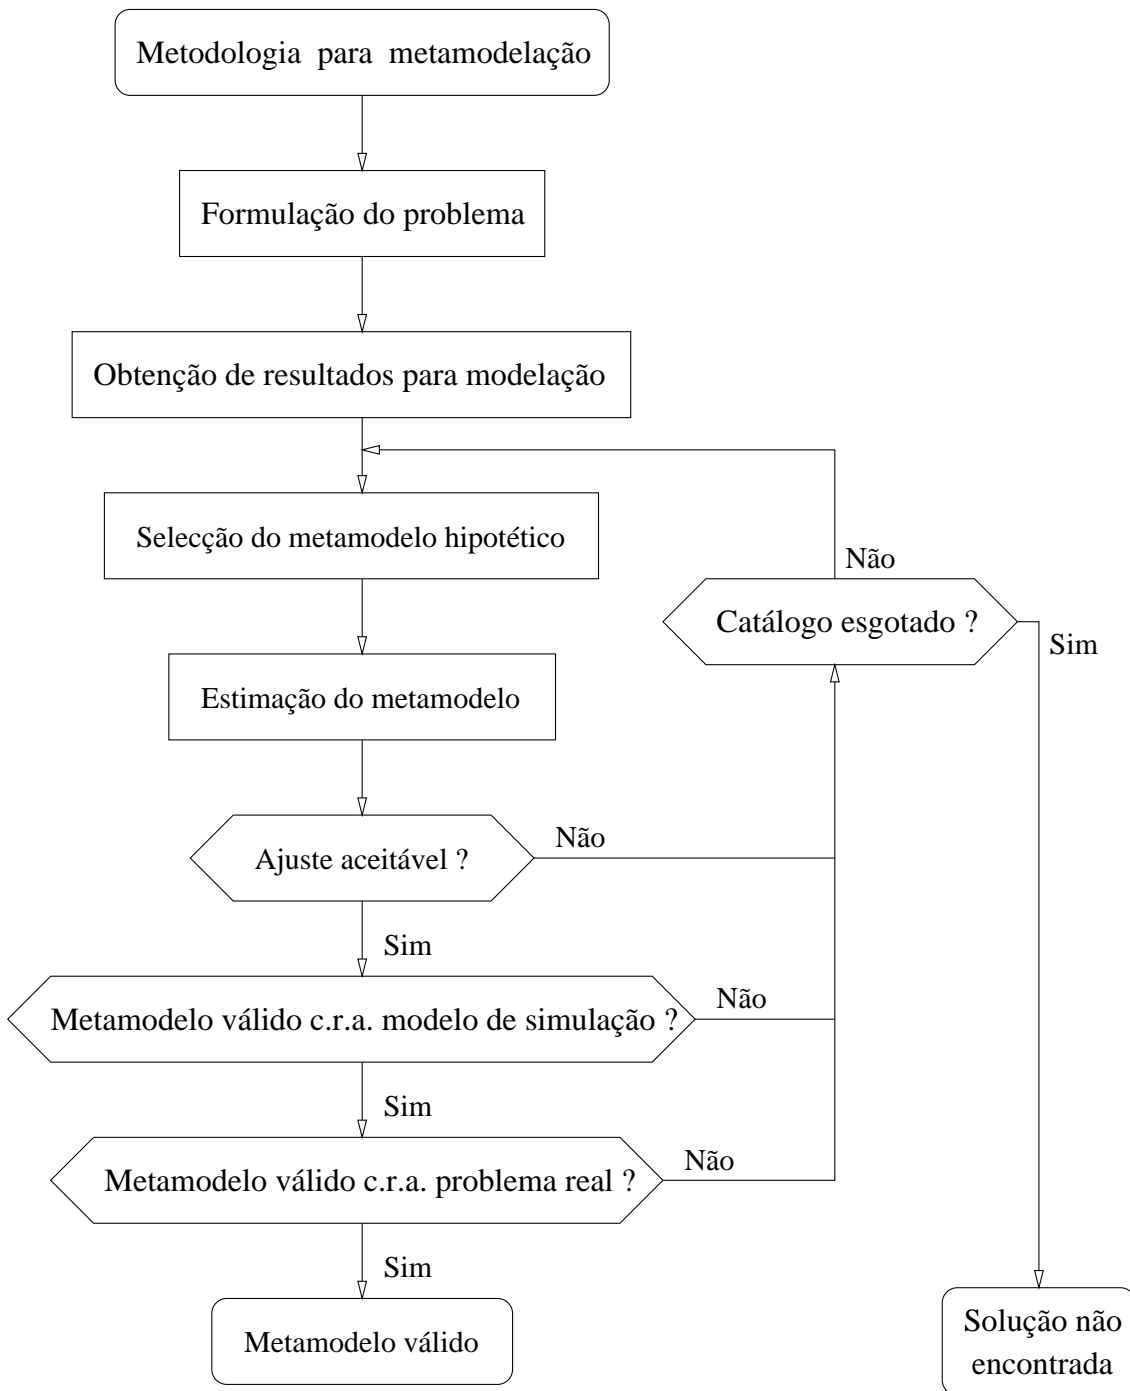 Metodologia para metamodelação
Formulação do problema
Obtenção de resultados para modelação
Selecção do metamodelo hipotético
Não
Catálogo esgotado ?
Sim
Estimação do metamodelo
Não
Ajuste aceitável ?
Sim
Não
Metamodelo válido c.r.a. modelo de simulação ?
Sim
Não
Metamodelo válido c.r.a. problema real ?
Sim
Metamodelo válido
Solução não
encontrada